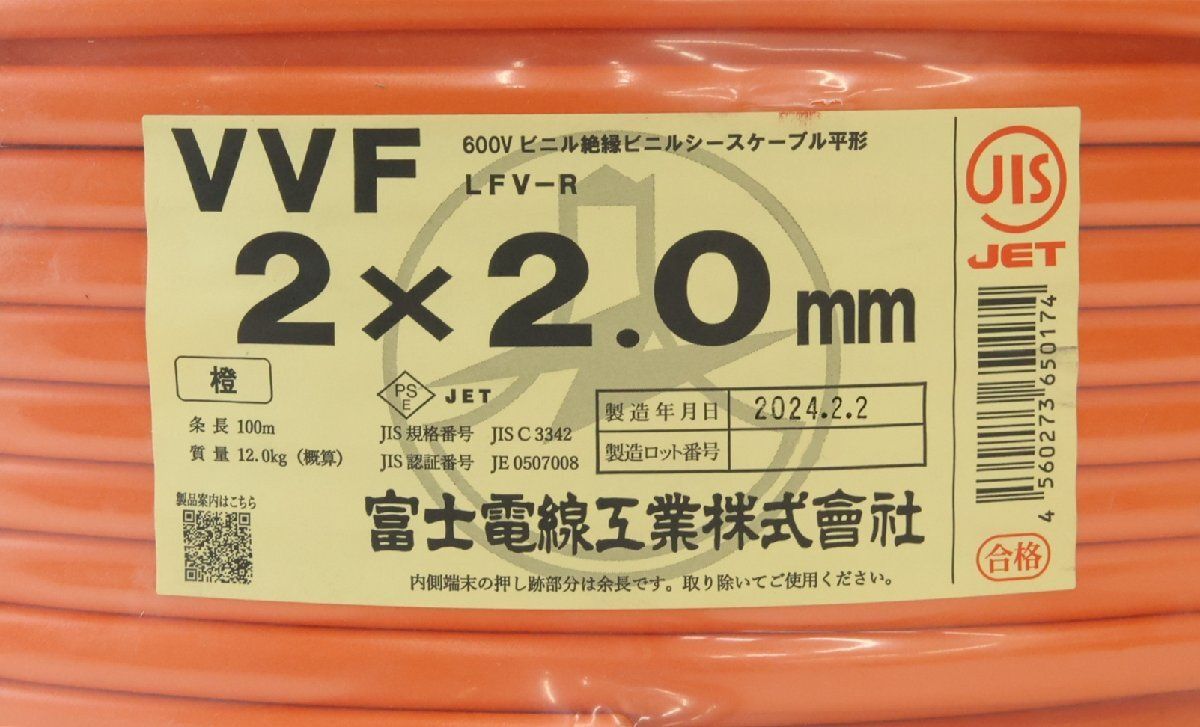 VVF
600V ビニル絶縁ビニルシースケーブル平形
LFV-R
2×2.0mm
橙
条長 100m
質量 12.0kg（概算）
製品案内はこちら
PS
E
JET
JIS 規格番号 JIS C 3342
JIS 認証番号 JE 0507008
製造年月日 2024.2.2
製造ロット番号
富士電線工業株式會社
内側端末の押し跡部分は余長です。取り除いてご使用ください。
JIS
JET
4560273650174
合格